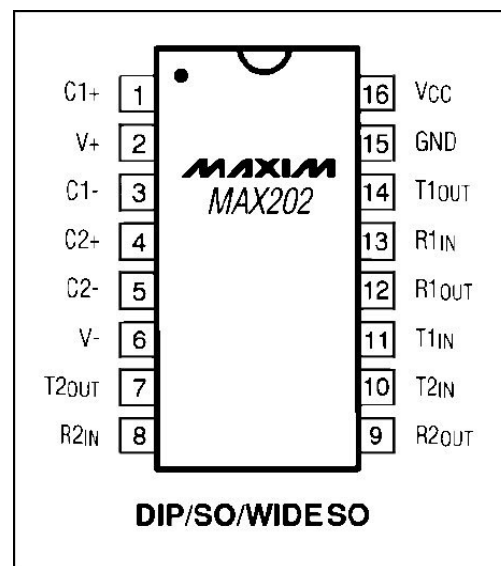 C1+ 1 16 VCC
V+ 2 15 GND
MAXIM
C1- 3 14 T1OUT
MAX202
C2+ 4 13 R1IN
C2- 5 12 R1OUT
V- 6 11 T1IN
T2OUT 7 10 T2IN
R2IN 8 9 R2OUT
DIP/SO/WIDE SO